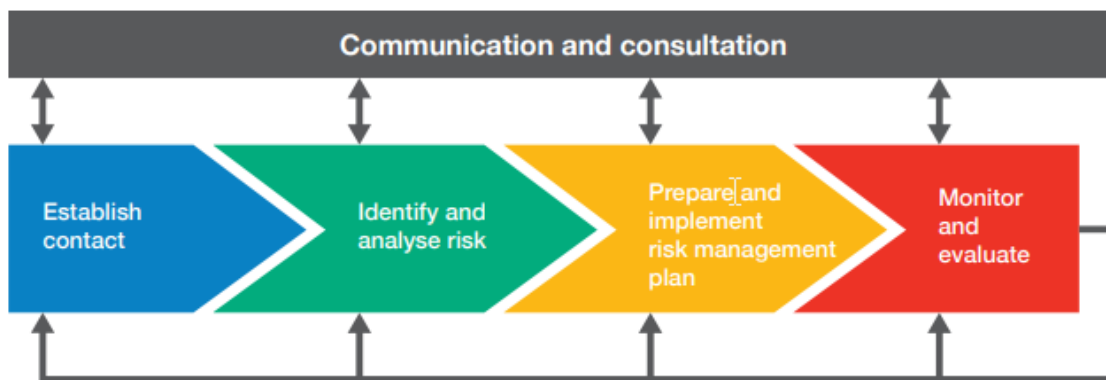 Communication and consultation
Establish
contact
Identify and
analyse risk
Prepare and
implement
risk management
plan
Monitor
and
evaluate